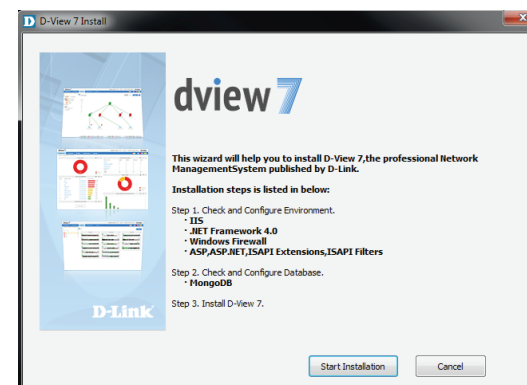 D-View 7 Install
dview 7
This wizard will help you to install D-View 7,the professional Network
ManagementSystem published by D-Link.
Installation steps is listed in below:
Step 1. Check and Configure Environment.
· IIS
· .NET Framework 4.0
· Windows Firewall
· ASP,ASP.NET,ISAPI Extensions,ISAPI Filters
Step 2. Check and Configure Database.
· MongoDB
D-Link
Step 3. Install D-View 7.
Start Installation
Cancel